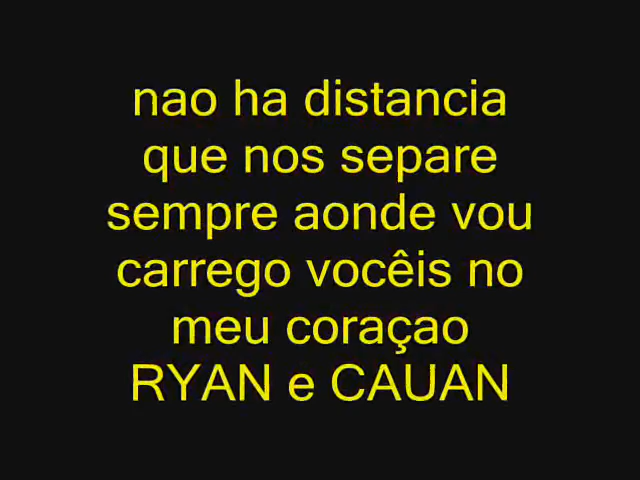 nao ha distancia
que nos separe
sempre aonde vou
carrego vocêis no
meu coraçao
RYAN e CAUAN